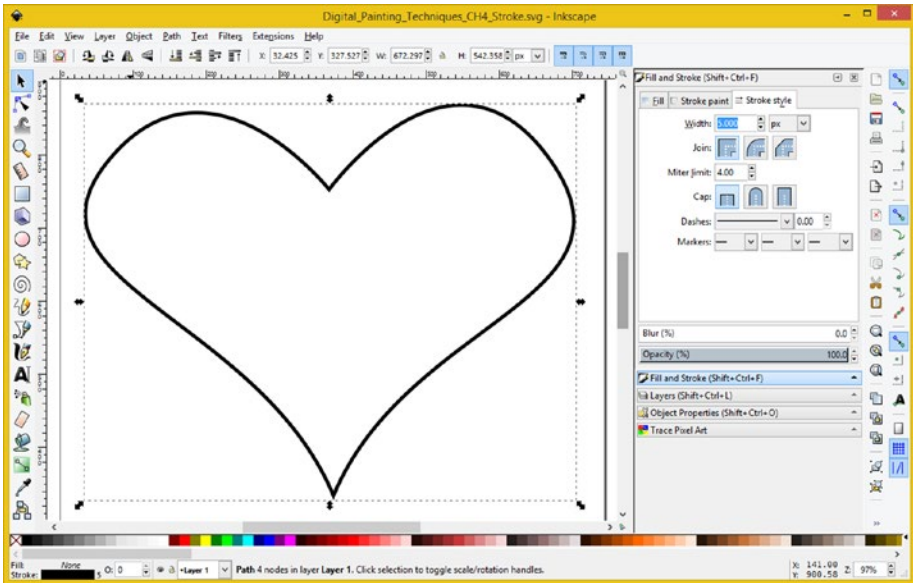 Digital_Painting_Techniques_CH4_Stroke.svg - Inkscape
File Edit View Layer Object Path Text Filters Extensions Help
X: 32.425 Y: 327.527 W: 672.297 H: 542.358 px
Fill and Stroke (Shift+Ctrl+F)
Fill Stroke paint Stroke style
Width: 5.000 px
Join:
Miter limit: 4.00
Cap:
Dashes: 0.00
Markers:
Blur (%) 0.0
Opacity (%) 100.0
Fill and Stroke (Shift+Ctrl+F)
Layers (Shift+Ctrl+L)
Object Properties (Shift+Ctrl+O)
Trace Pixel Art
Fill: None
Stroke: 5 O: 0 Layer 1 Path 4 nodes in layer Layer 1. Click selection to toggle scale/rotation handles. X: 141.00 Y: 900.58 Z: 97%